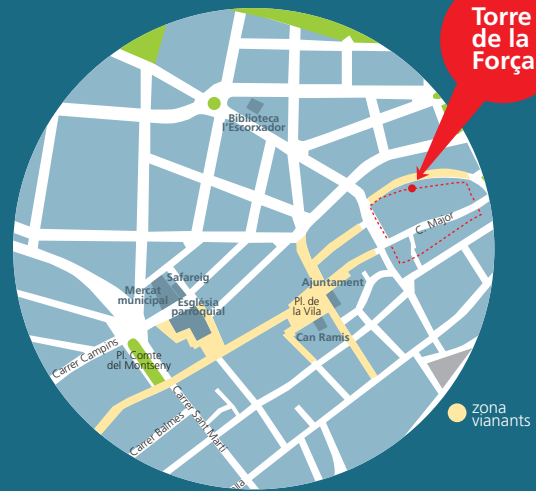 Torre
de la
Força
Biblioteca
l'Escorxador
C. Major
Safareig
Mercat
municipal
Església
parroquial
Ajuntament
Pl. de
la Vila
Can Ramis
Carrer Campins
Pl. Comte
del Montseny
Carrer Balmes
Carrer Sant Martí
zona
vianants